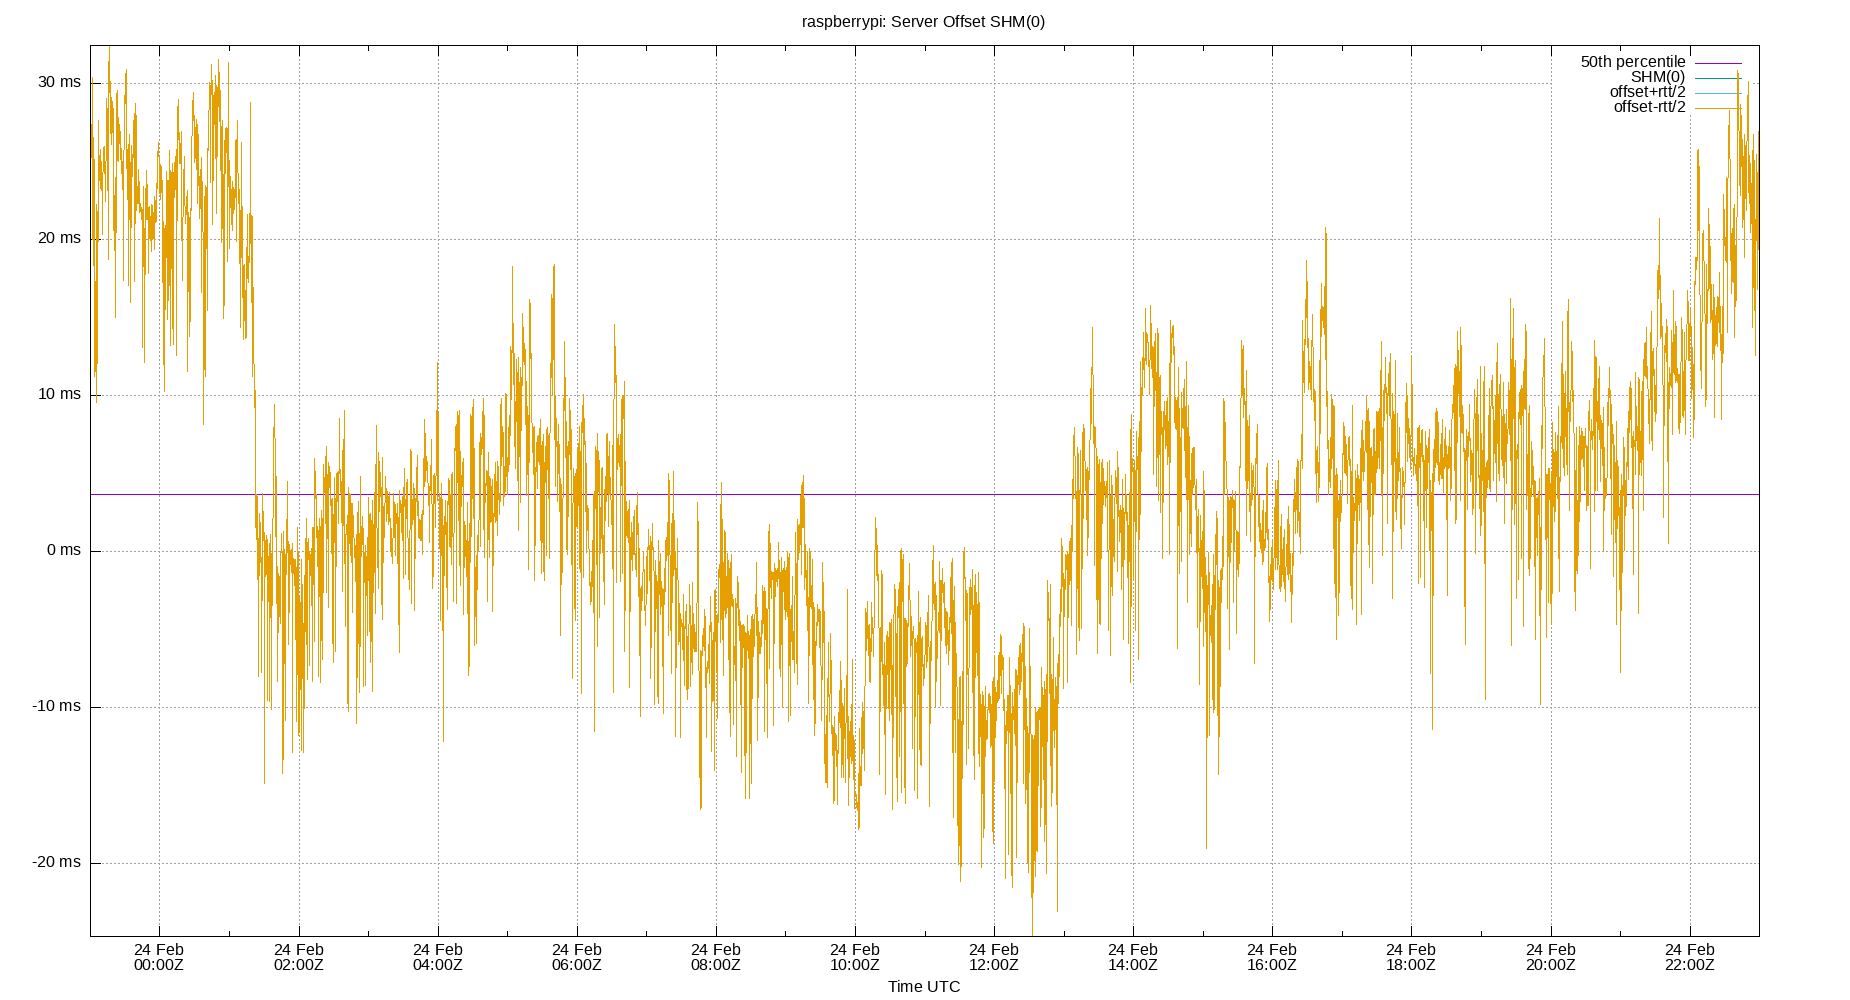 raspberrypi: Server Offset SHM(0)
50th percentile
SHM(0)
offset+rtt/2
offset-rtt/2
30 ms
20 ms
10 ms
0 ms
-10 ms
-20 ms
24 Feb 24 Feb 24 Feb 24 Feb 24 Feb 24 Feb 24 Feb 24 Feb 24 Feb 24 Feb 24 Feb 24 Feb
00:00Z 02:00Z 04:00Z 06:00Z 08:00Z 10:00Z 12:00Z 14:00Z 16:00Z 18:00Z 20:00Z 22:00Z
Time UTC